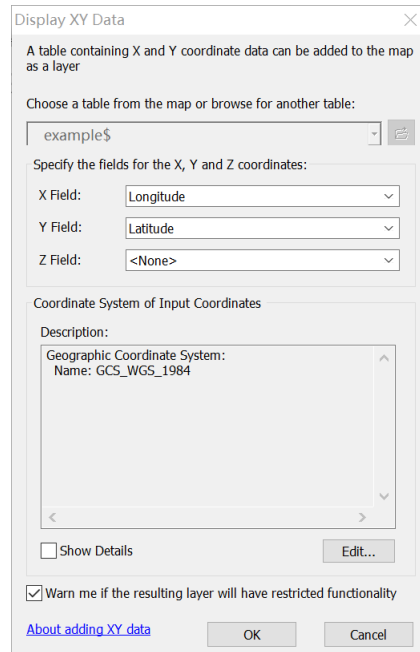 Display XY Data
A table containing X and Y coordinate data can be added to the map
as a layer
Choose a table from the map or browse for another table:
example$
Specify the fields for the X, Y and Z coordinates:
X Field:
Longitude
Y Field:
Latitude
Z Field:
<None>
Coordinate System of Input Coordinates
Description:
Geographic Coordinate System:
Name: GCS_WGS_1984
Show Details
Edit...
Warn me if the resulting layer will have restricted functionality
About adding XY data
OK
Cancel